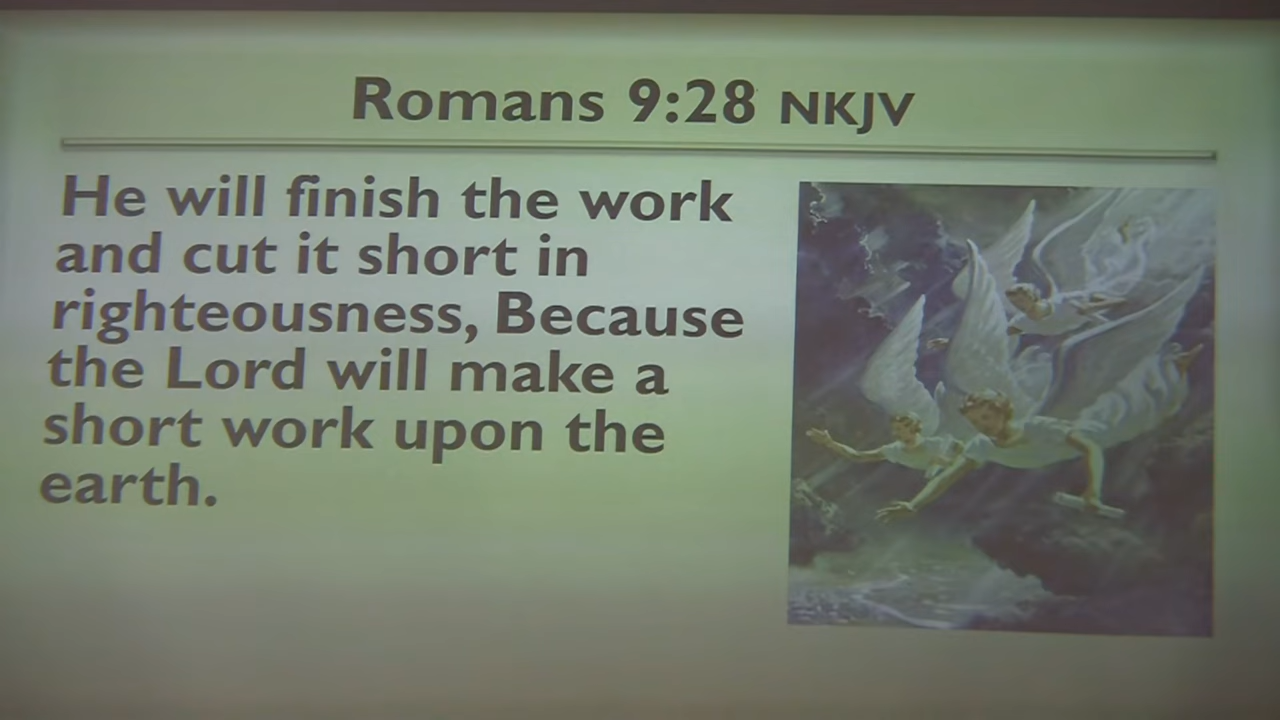 Romans 9:28 NKJV
He will finish the work
and cut it short in
righteousness, Because
the Lord will make a
short work upon the
earth.